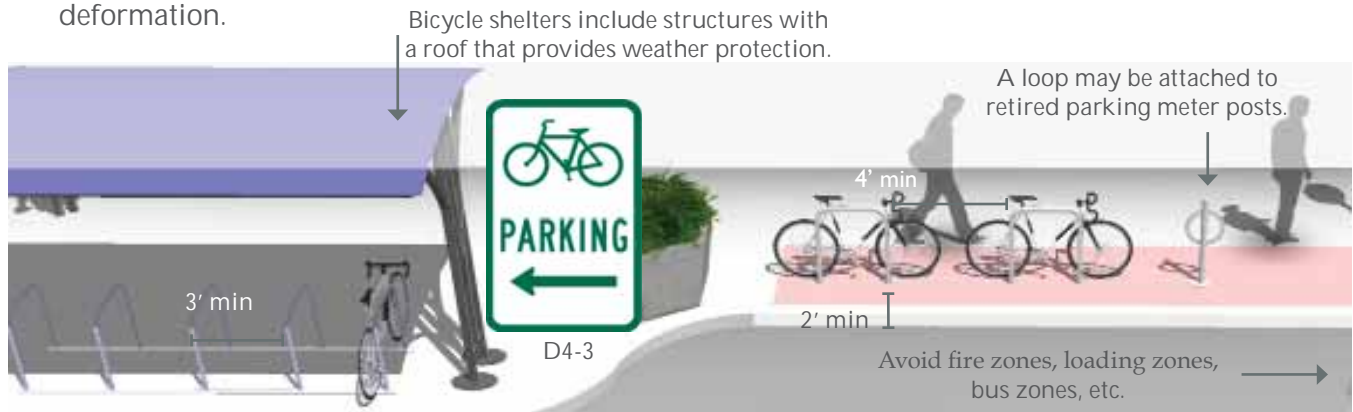 deformation.
Bicycle shelters include structures with
a roof that provides weather protection.
A loop may be attached to
retired parking meter posts.
4' min
PARKING
3' min
2' min
D4-3
Avoid fire zones, loading zones,
bus zones, etc.